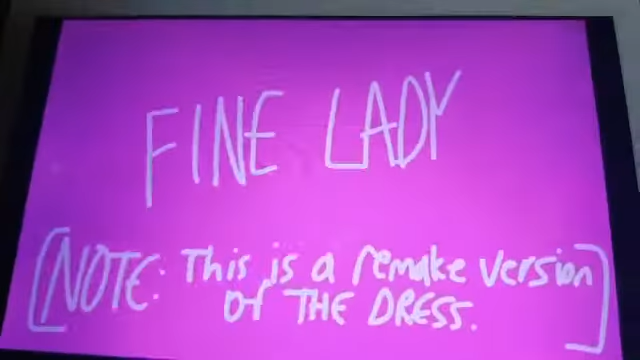 FINE LADY
[NOTE: This is a remake version
of THE DRESS.]